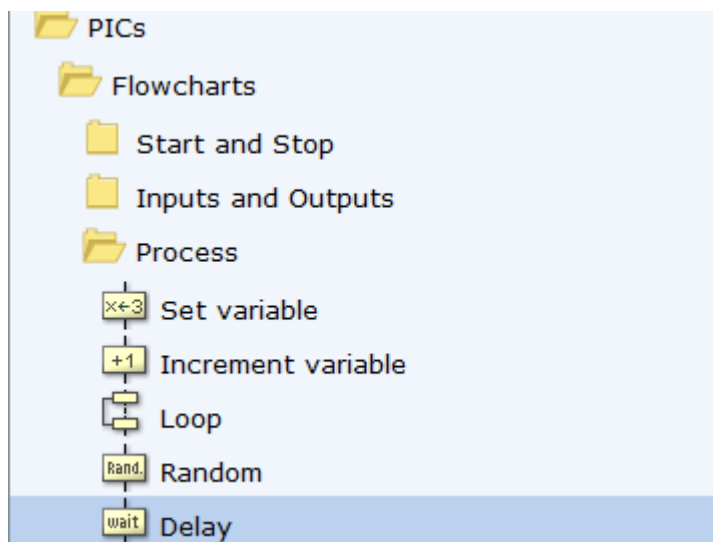 PICs
Flowcharts
Start and Stop
Inputs and Outputs
Process
x←3 Set variable
+1 Increment variable
Loop
Rand. Random
wait Delay